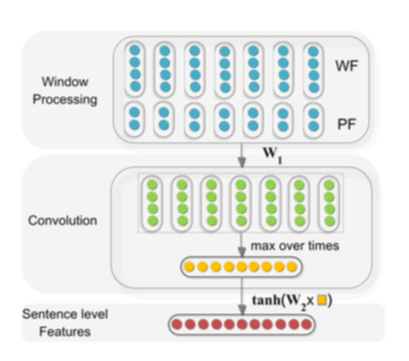 WF
Window
Processing
PF
W1
Convolution
max over times
tanh(W2x )
Sentence level
Features